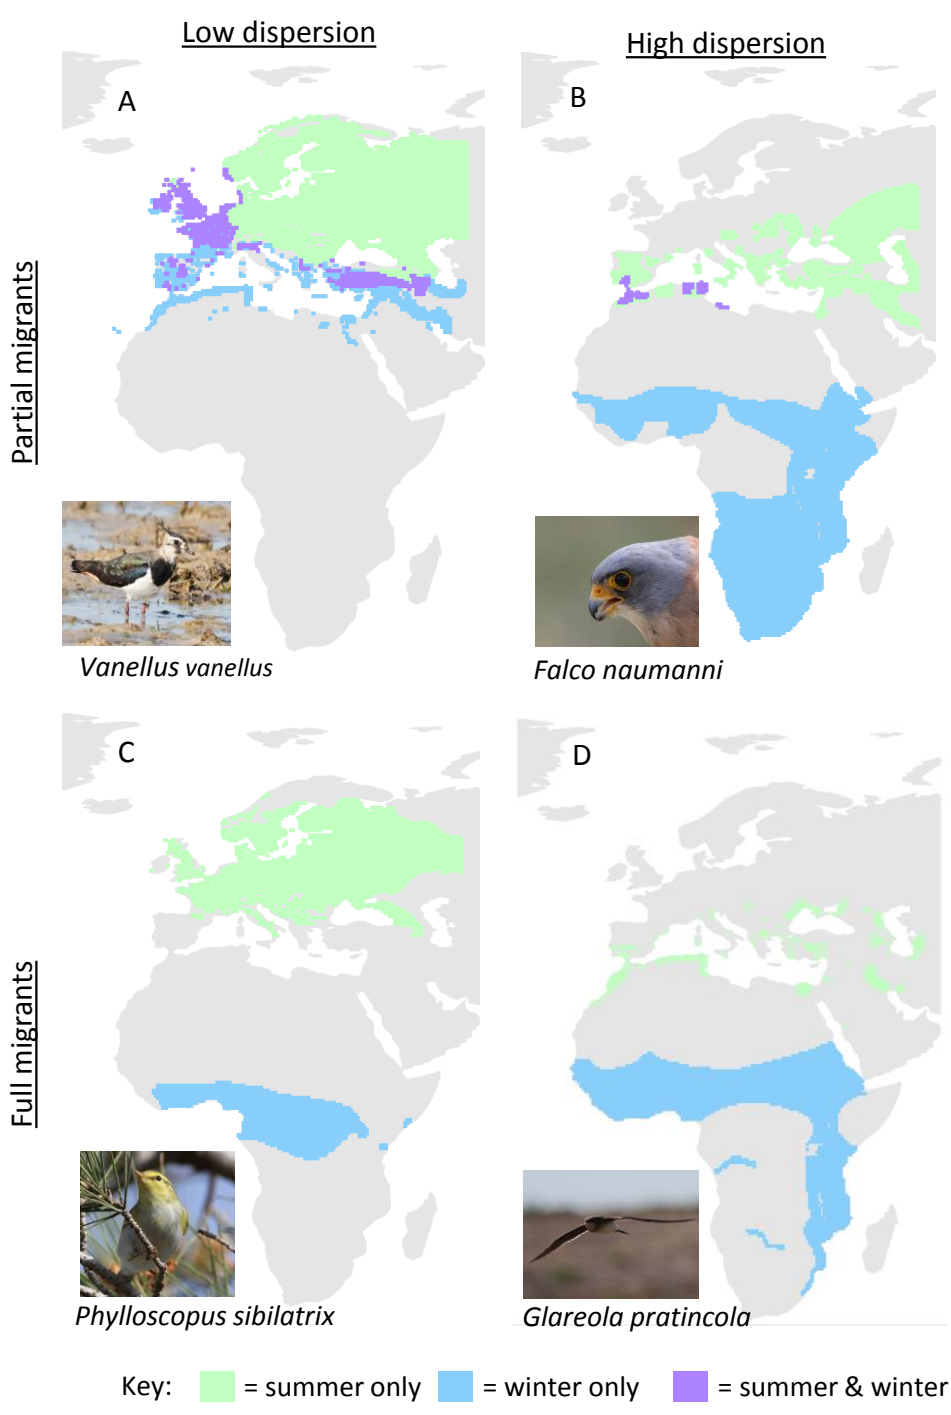 Low dispersion
High dispersion
A
B
Partial migrants
Vanellus vanellus
Falco naumanni
C
D
Full migrants
Phylloscopus sibilatrix
Glareola pratincola
Key: = summer only = winter only = summer & winter